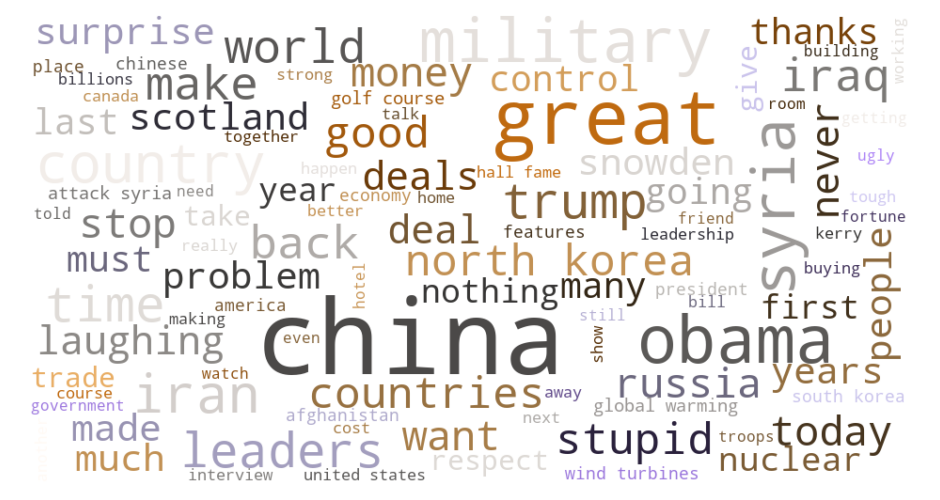 surprise
world
military
thanks
building
working
place
chinese
billions
strong
money
control
give
iraq
canada
make
golf course
great
room
last
scotland
talk
together
good
never
getting
country
happen
hall fame
snowden
syria
ugly
attack syria
need
year
deals
economy
home
going
tough
told
stop
take
better
trump
friend
fortune
really
back
deal
features
leadership
kerry
people
must
problem
north korea
buying
hotel
nothing
many
president
time
america
bill
first
making
china
still
laughing
even
show
obama
trade
watch
iran
countries
away
russia
years
course
government
afghanistan
global warming
south korea
made
cost
next
want
stupid
troops
today
much
leaders
respect
nuclear
interview
united states
wind turbines